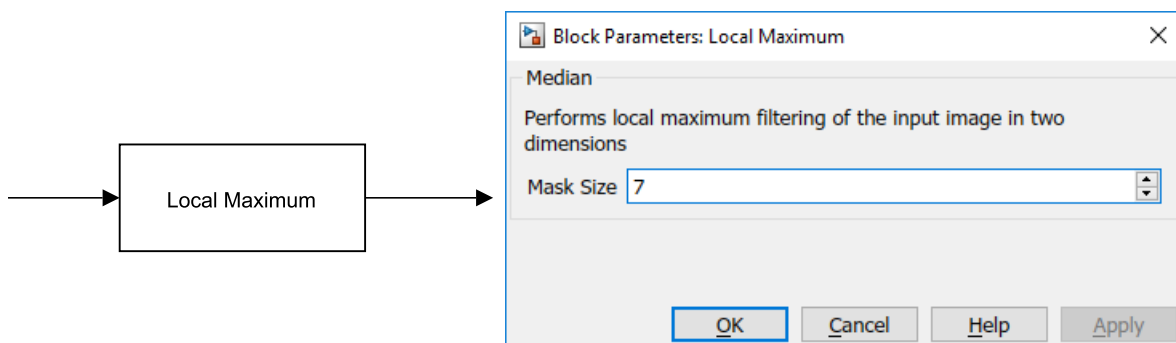 Local Maximum
Block Parameters: Local Maximum
Median
Performs local maximum filtering of the input image in two
dimensions
Mask Size 7
OK Cancel Help Apply